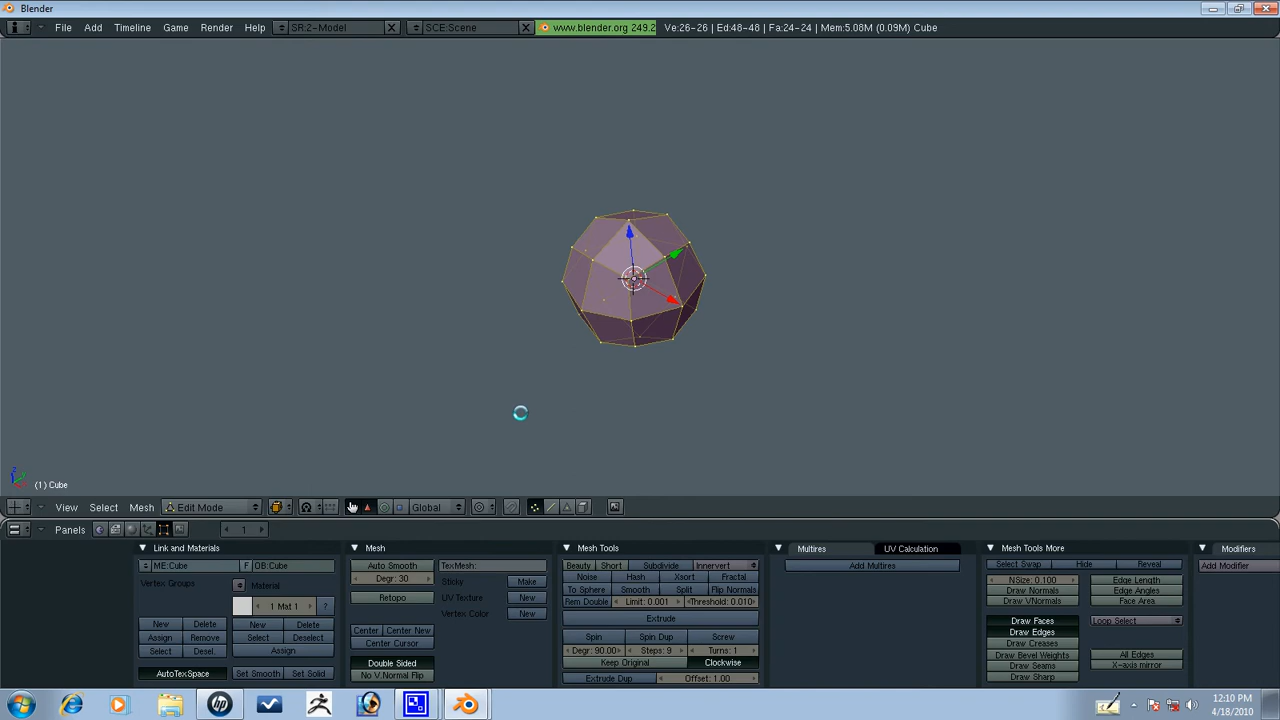 Blender
File Add Timeline Game Render Help SR:2-Model SCE:Scene www.blender.org 249.2 Ve:26-26 | Ed:48-48 | Fa:24-24 | Mem:5.08M (0.09M) Cube
(1) Cube
View Select Mesh Edit Mode Global
Panels 1
Link and Materials
ME:Cube F OB:Cube
Vertex Groups
Material
1 Mat 1 ?
New Delete New Delete
Assign Remove Select Deselect
Select Desel. Assign
AutoTexSpace Set Smooth Set Solid
Mesh
Auto Smooth TexMesh:
Degr: 30 Sticky Make
Retopo UV Texture New
Vertex Color New
Center Center New
Center Cursor
Double Sided
No V.Normal Flip
Mesh Tools
Beauty Short Subdivide Innervert
Noise Hash Xsort Fractal
To Sphere Smooth Split Flip Normals
Rem Double Limit: 0.001 Threshold: 0.010
Extrude
Spin Spin Dup Screw
Degr: 90.00 Steps: 9 Turns: 1
Keep Original Clockwise
Extrude Dup Offset: 1.00
Multires UV Calculation
Add Multires
Mesh Tools More
Select Swap Hide Reveal
NSize: 0.100 Edge Length
Draw Normals Edge Angles
Draw VNormals Face Area
Draw Faces Loop Select
Draw Edges
Draw Creases
Draw Bevel Weights All Edges
Draw Seams X-axis mirror
Draw Sharp
Modifiers
Add Modifier
12:10 PM
4/18/2010